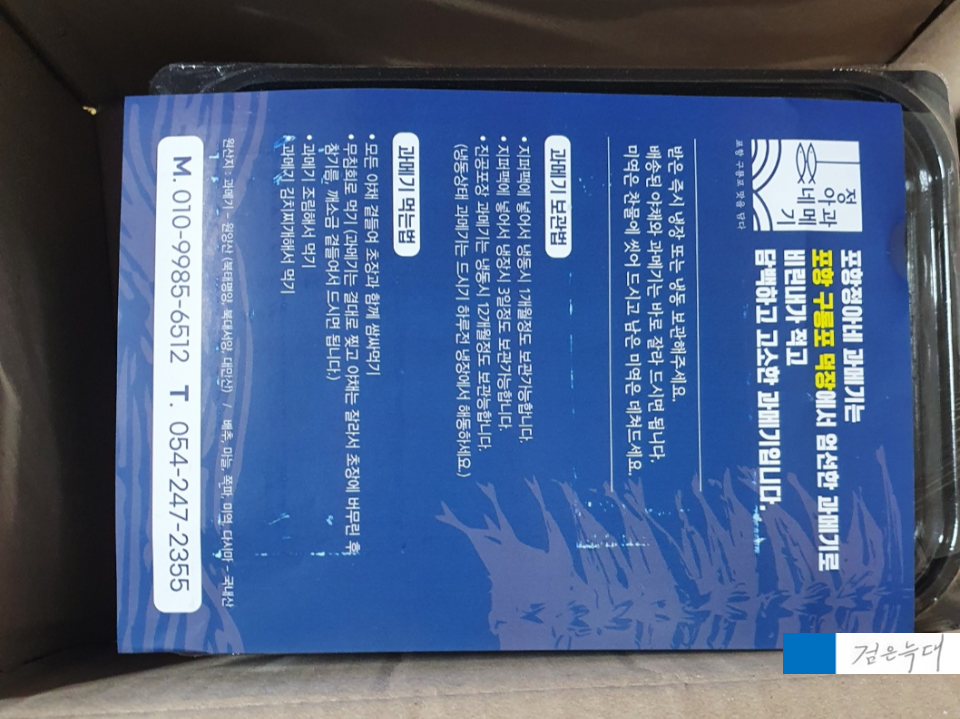 정아네
과메기
포항 구룡포 맛을 담다
포항정아네 과메기는
포항 구룡포 덕장에서 엄선한 과메기로
비린내가 적고
담백하고 고소한 과메기입니다.
받은 즉시 냉장 또는 냉동 보관해주세요.
배송된 야채와 과메기는 바로 잘라 드시면 됩니다.
미역은 찬물에 씻어 드시고 남은 미역은 데쳐드세요.
과메기 보관법
• 지퍼팩에 넣어서 냉동시 1개월정도 보관가능합니다.
• 지퍼팩에 넣어서 냉장시 3일정도 보관가능합니다.
• 진공포장 과메기는 냉동시 12개월정도 보관능합니다.
(냉동상태 과메기는 드시기 하루전 냉장에서 해동하세요.)
과메기 먹는법
• 모든 야채 곁들여 초장과 함께 쌈싸먹기
• 무침회로 먹기 (과메기는 결대로 찢고 야채는 잘라서 초장에 버무린 후
참기름, 깨소금 곁들여서 드시면 됩니다.)
• 과메기 조림해서 먹기
• 과메기 김치찌개해서 먹기
원산지 : 과메기 - 원양산 (북태평양, 북대서양, 대만산) / 배추, 마늘, 쪽파, 미역, 다시마 - 국내산
M. 010-9985-6512 T. 054-247-2355
검은늑대